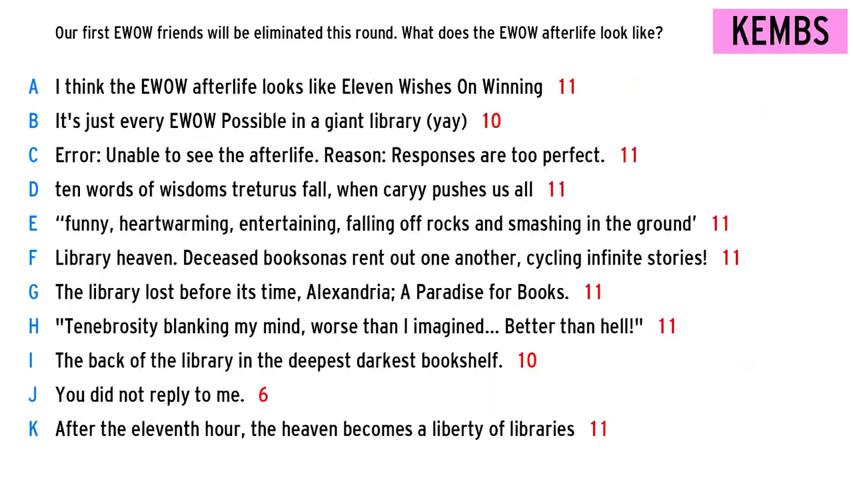 Our first EWOW friends will be eliminated this round. What does the EWOW afterlife look like?
KEMBS
A I think the EWOW afterlife looks like Eleven Wishes On Winning 11
B It's just every EWOW Possible in a giant library (yay) 10
C Error: Unable to see the afterlife. Reason: Responses are too perfect. 11
D ten words of wisdoms treturus fall, when caryy pushes us all 11
E “funny, heartwarming, entertaining, falling off rocks and smashing in the ground’ 11
F Library heaven. Deceased booksonas rent out one another, cycling infinite stories! 11
G The library lost before its time, Alexandria; A Paradise for Books. 11
H "Tenebrosity blanking my mind, worse than I imagined... Better than hell!" 11
I The back of the library in the deepest darkest bookshelf. 10
J You did not reply to me. 6
K After the eleventh hour, the heaven becomes a liberty of libraries 11